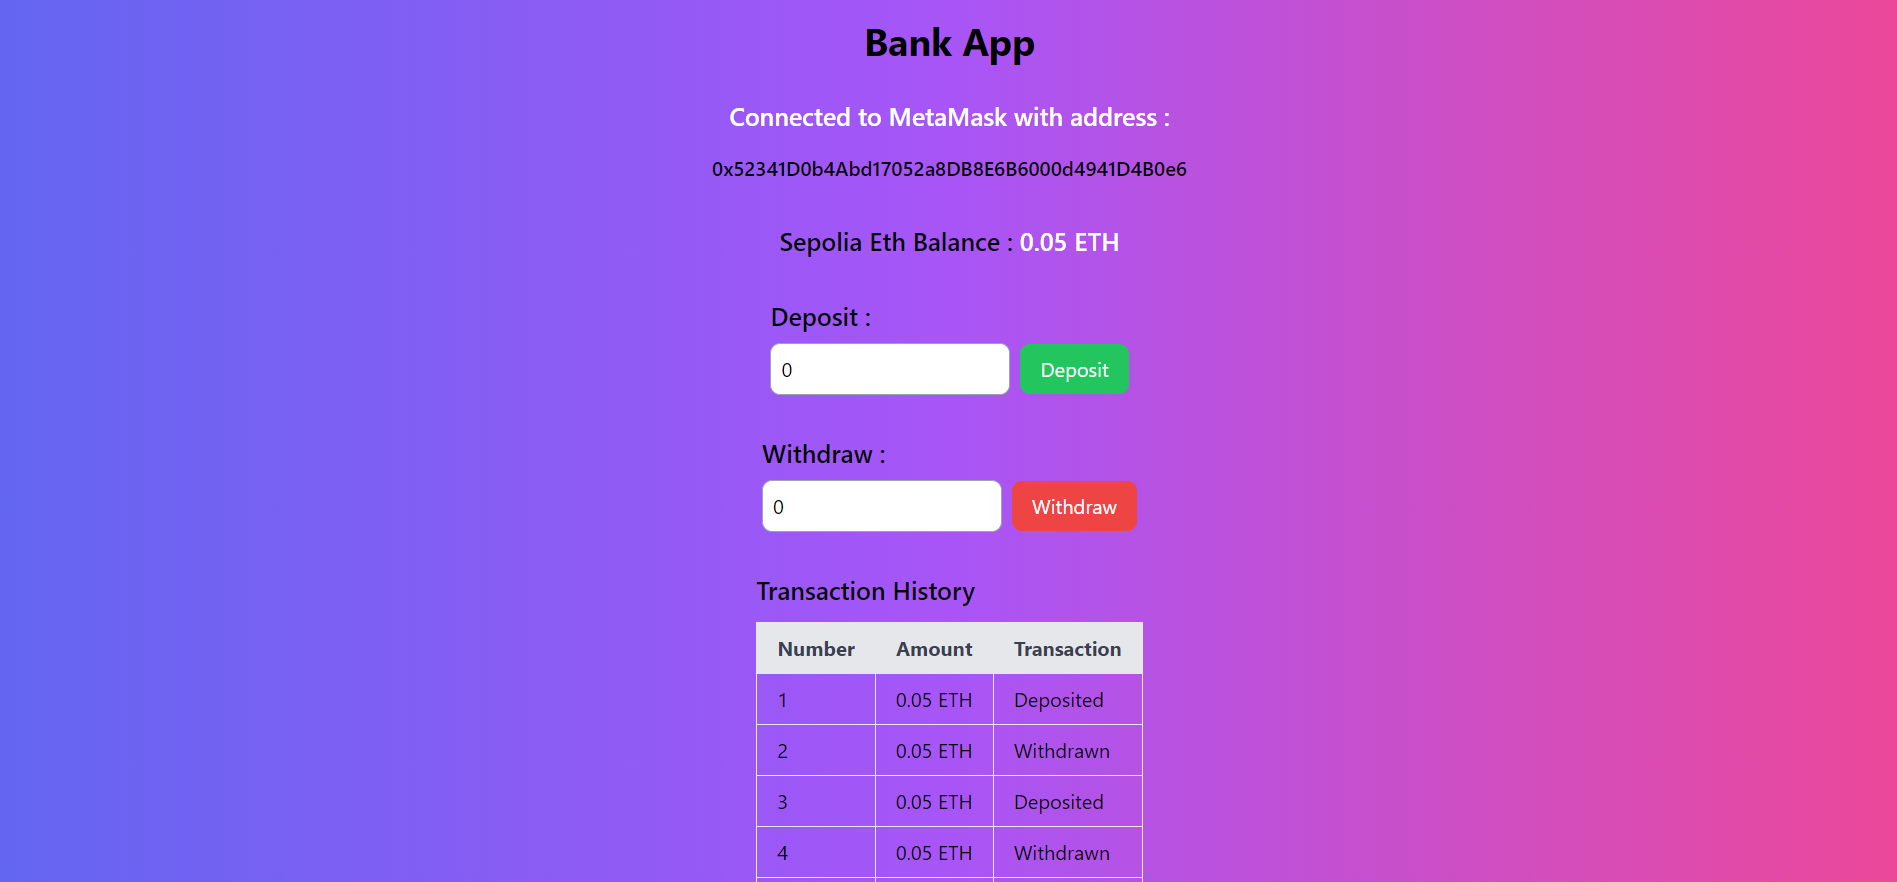 Bank App
Connected to MetaMask with address :
0x52341D0b4Abd17052a8DB8E6B6000d4941D4B0e6
Sepolia Eth Balance : 0.05 ETH
Deposit :
0 Deposit
Withdraw :
0 Withdraw
Transaction History
Number Amount Transaction
1 0.05 ETH Deposited
2 0.05 ETH Withdrawn
3 0.05 ETH Deposited
4 0.05 ETH Withdrawn